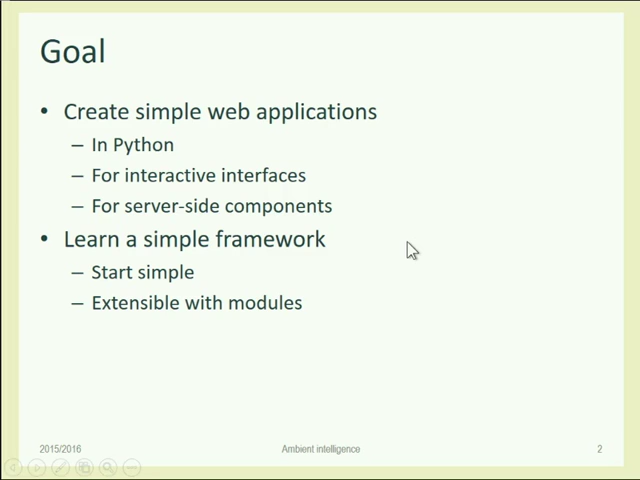 Goal
• Create simple web applications
– In Python
– For interactive interfaces
– For server-side components
• Learn a simple framework
– Start simple
– Extensible with modules
2015/2016 Ambient intelligence 2